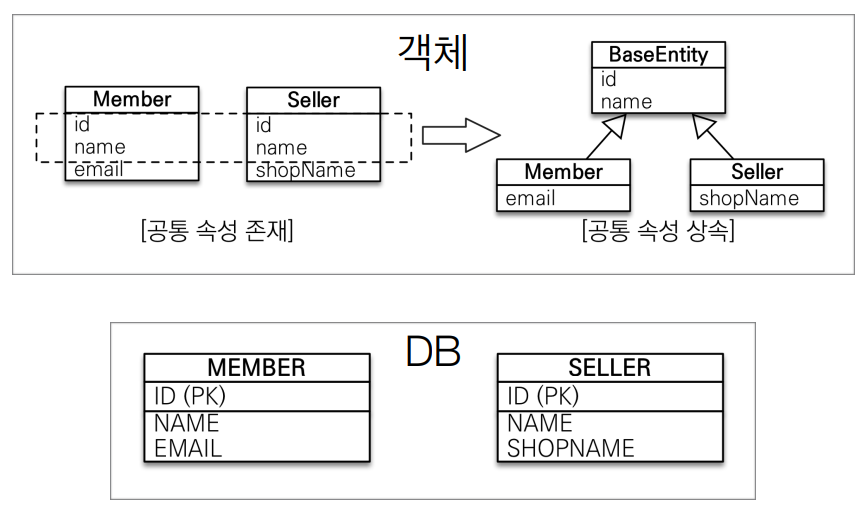 객체
Member
id
name
email
Seller
id
name
shopName
[공통 속성 존재]
BaseEntity
id
name
Member
email
Seller
shopName
[공통 속성 상속]
DB
MEMBER
ID (PK)
NAME
EMAIL
SELLER
ID (PK)
NAME
SHOPNAME